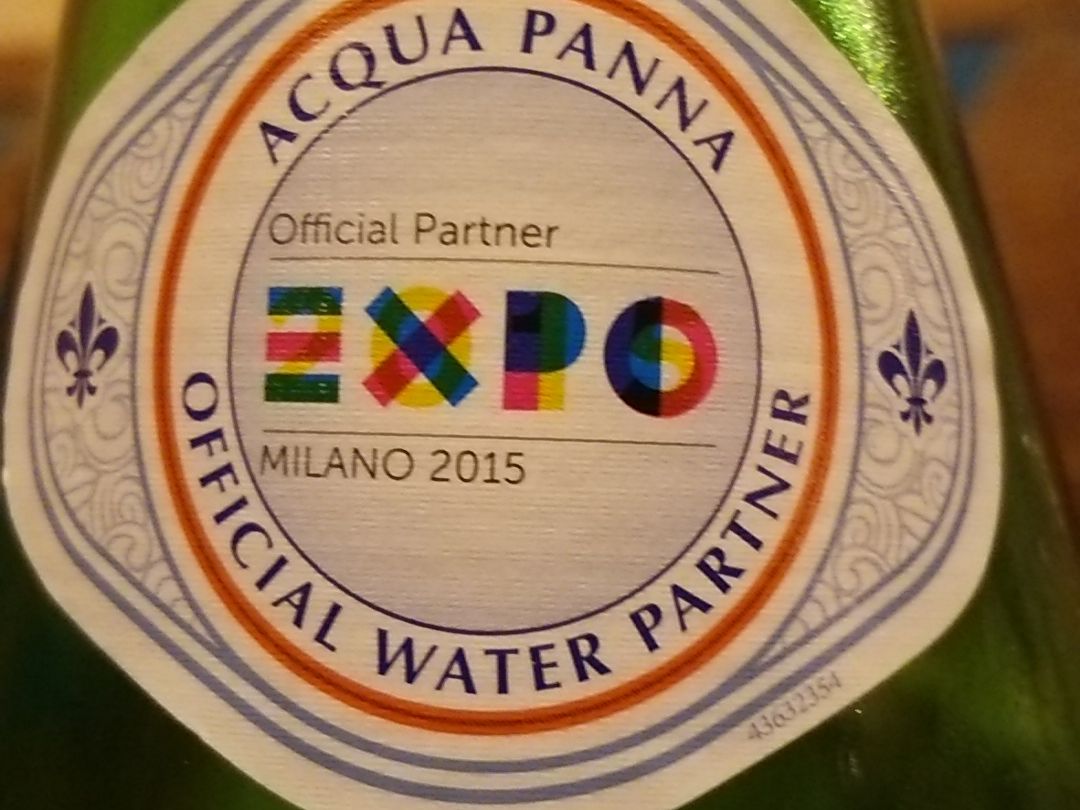 ACQUA PANNA
Official Partner
EXPO
MILANO 2015
OFFICIAL WATER PARTNER
43632354